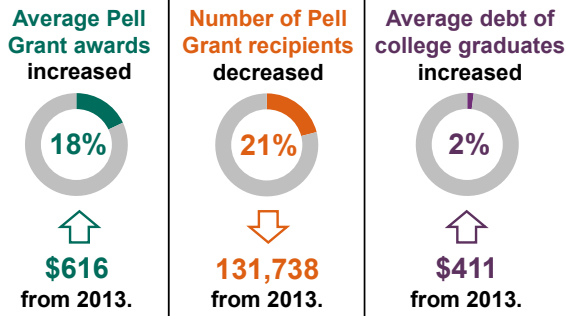 Average Pell
Grant awards
increased
18%
$616
from 2013.
Number of Pell
Grant recipients
decreased
21%
131,738
from 2013.
Average debt of
college graduates
increased
2%
$411
from 2013.